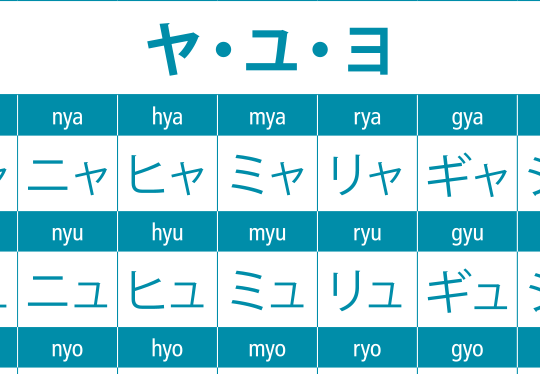 ヤ・ユ・ヨ
nya hya mya rya gya
ニャ ヒャ ミャ リャ ギャ
nyu hyu myu ryu gyu
ニュ ヒュ ミュ リュ ギュ
nyo hyo myo ryo gyo